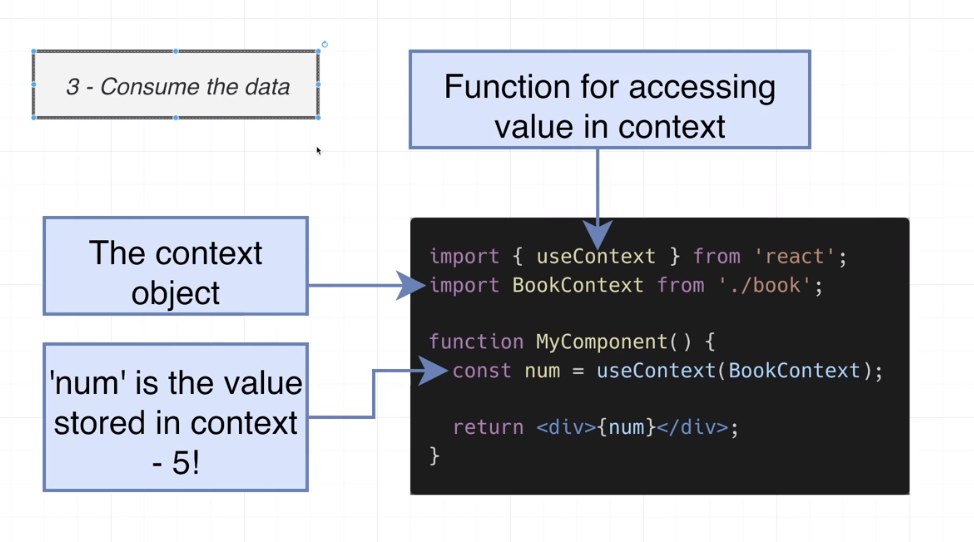 3 - Consume the data
Function for accessing
value in context
The context
object
'num' is the value
stored in context
- 5!
import { useContext } from 'react';
import BookContext from './book';
function MyComponent() {
const num = useContext(BookContext);
return <div>{num}</div>;
}